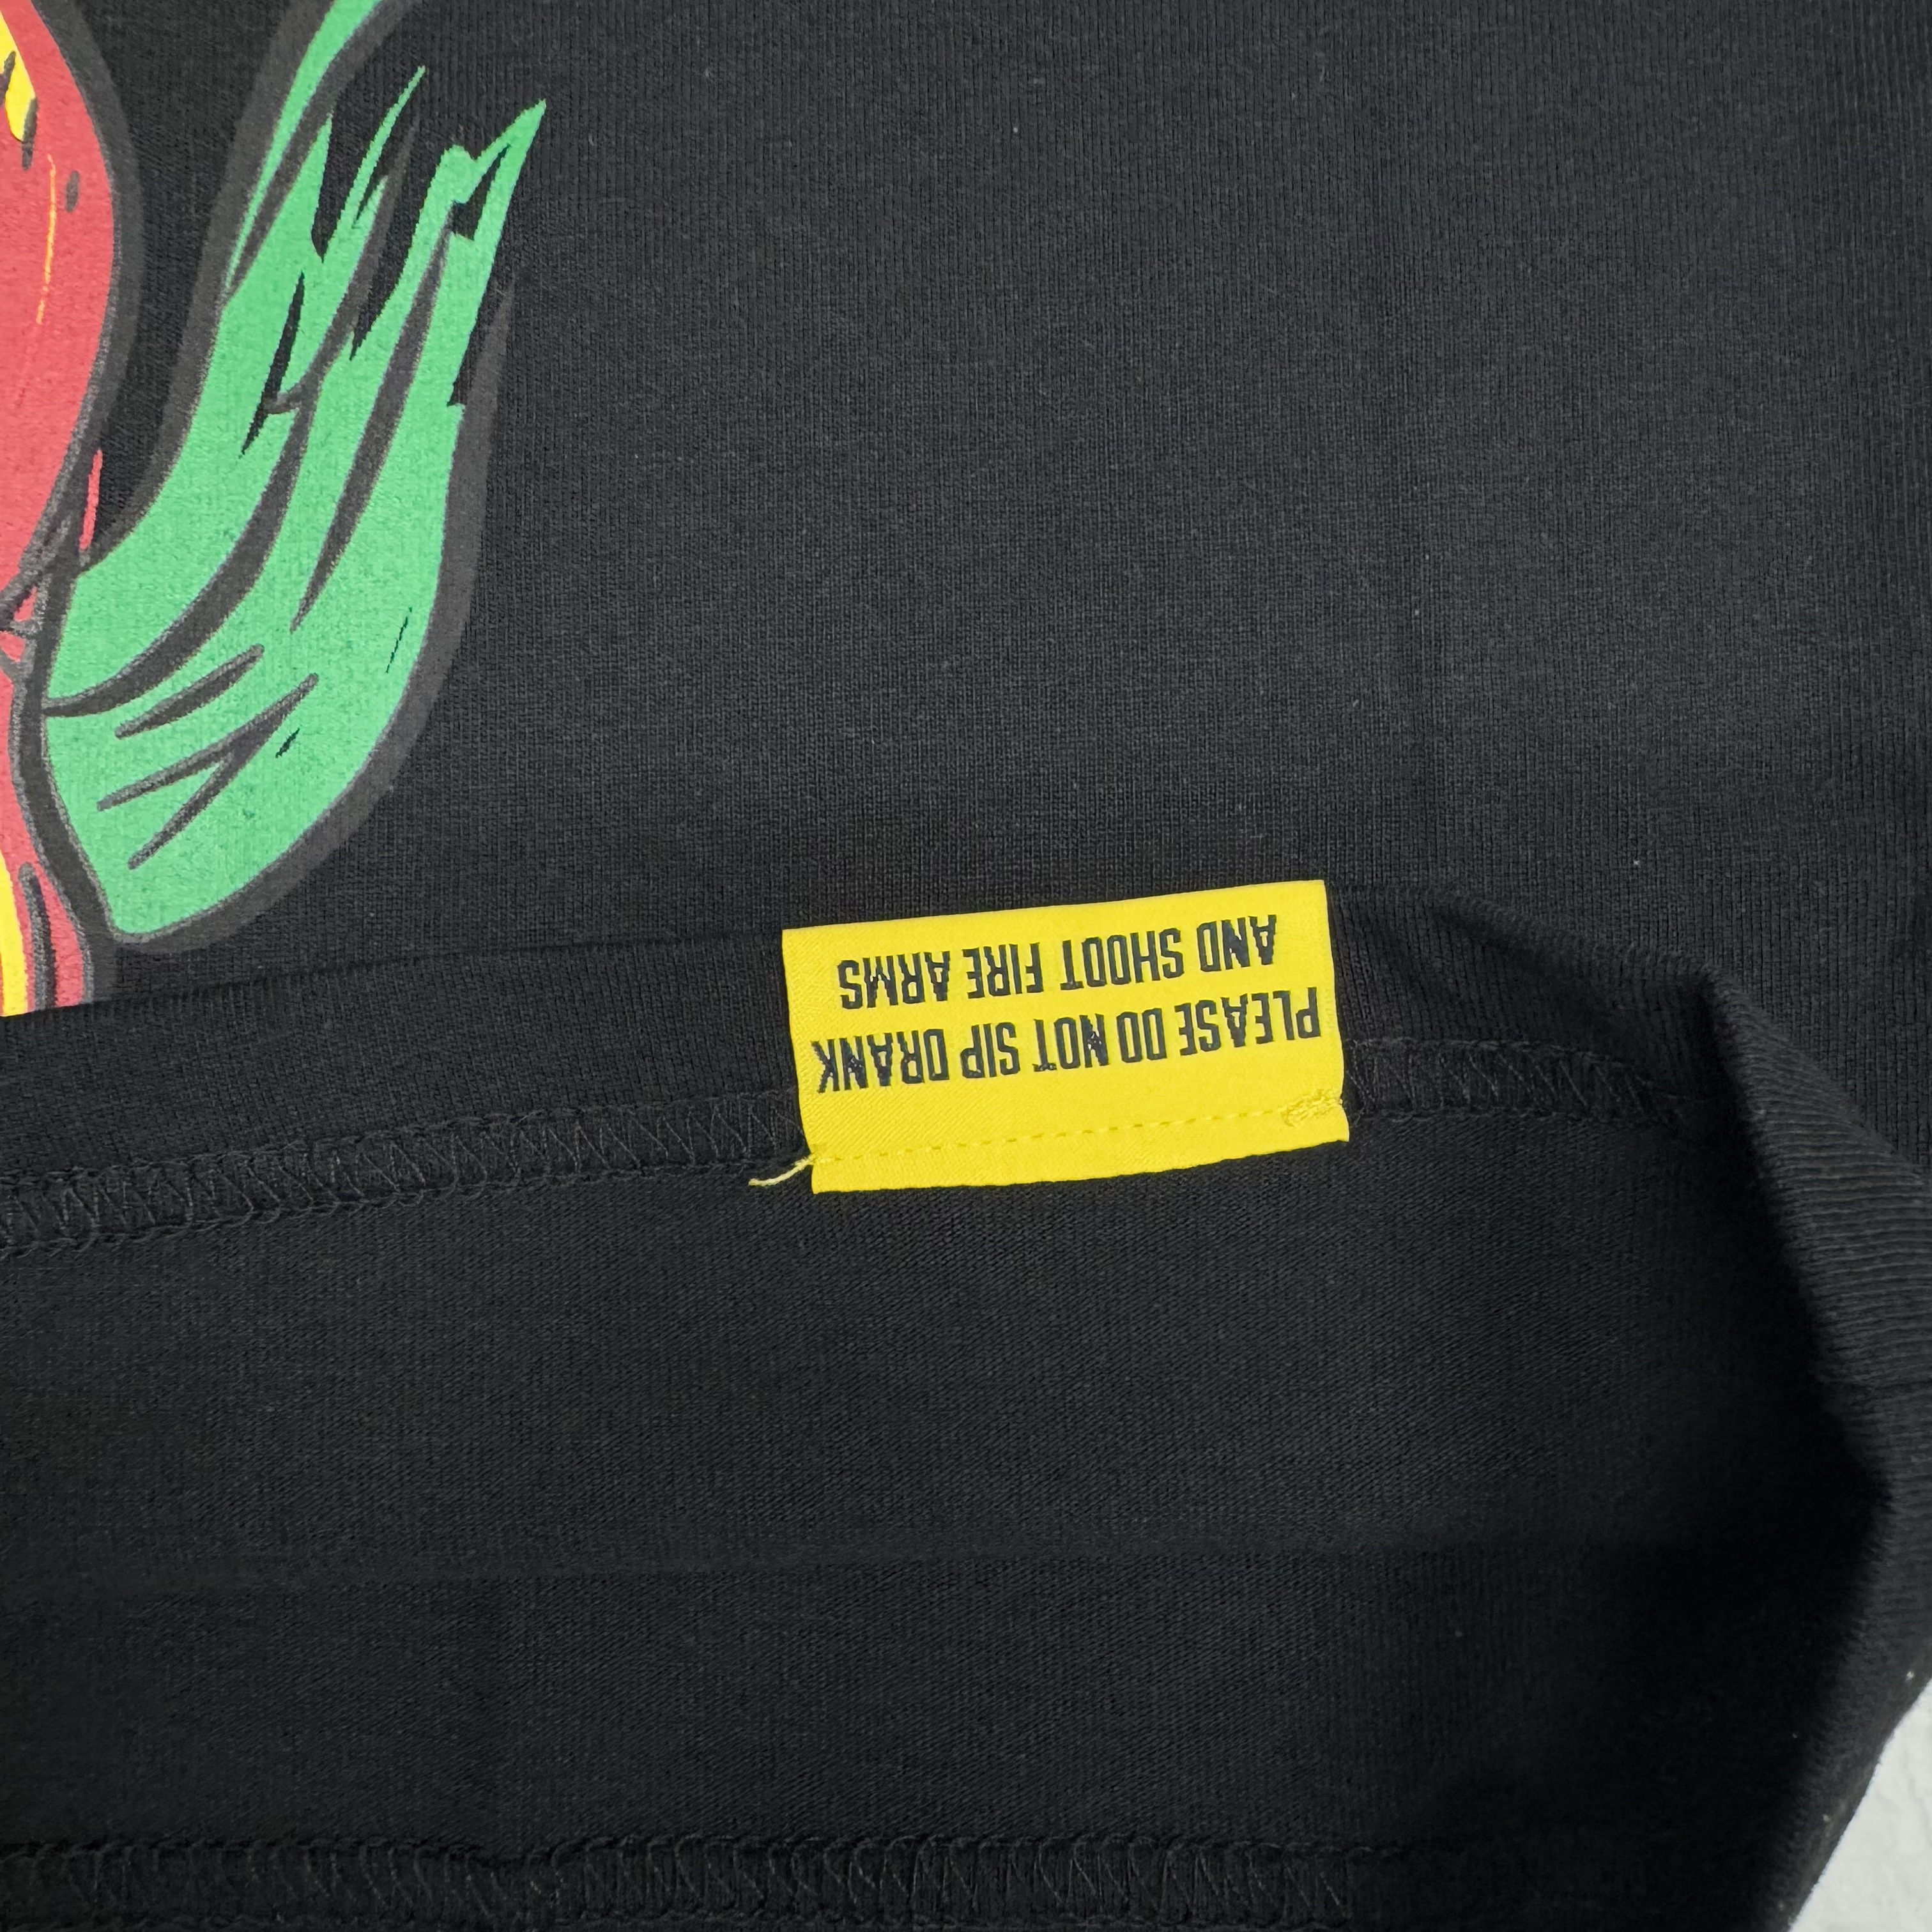 PLEASE DO NOT SIP DRANK
AND SHOOT FIRE ARMS